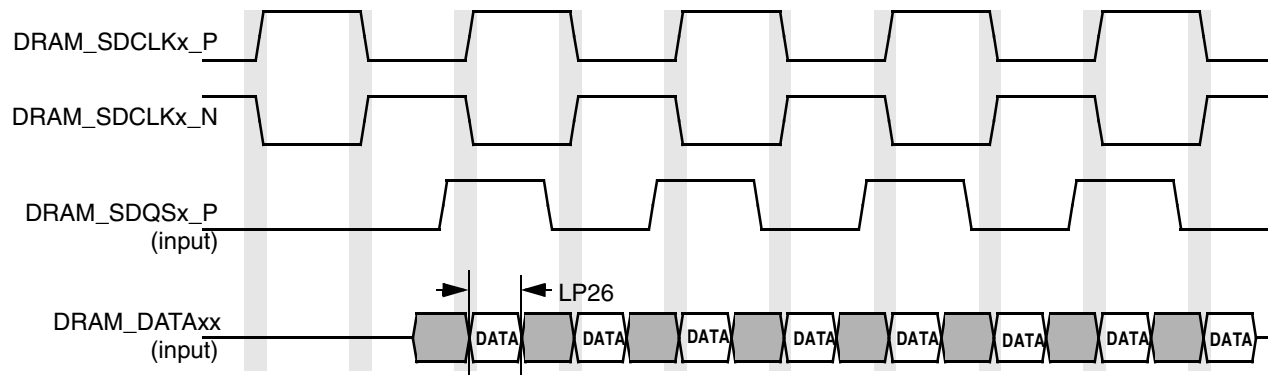 DRAM_SDCLKx_P
DRAM_SDCLKx_N
DRAM_SDQSx_P
(input)
LP26
DRAM_DATAxx
(input)
DATA DATA DATA DATA DATA DATA DATA DATA